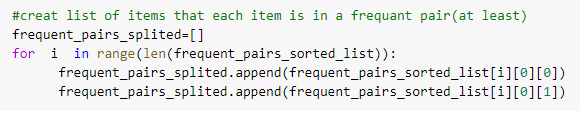 #creat list of items that each item is in a frequant pair(at least)
frequent_pairs_splited=[]
for  i  in range(len(frequent_pairs_sorted_list)):
      frequent_pairs_splited.append(frequent_pairs_sorted_list[i][0][0])
      frequent_pairs_splited.append(frequent_pairs_sorted_list[i][0][1])